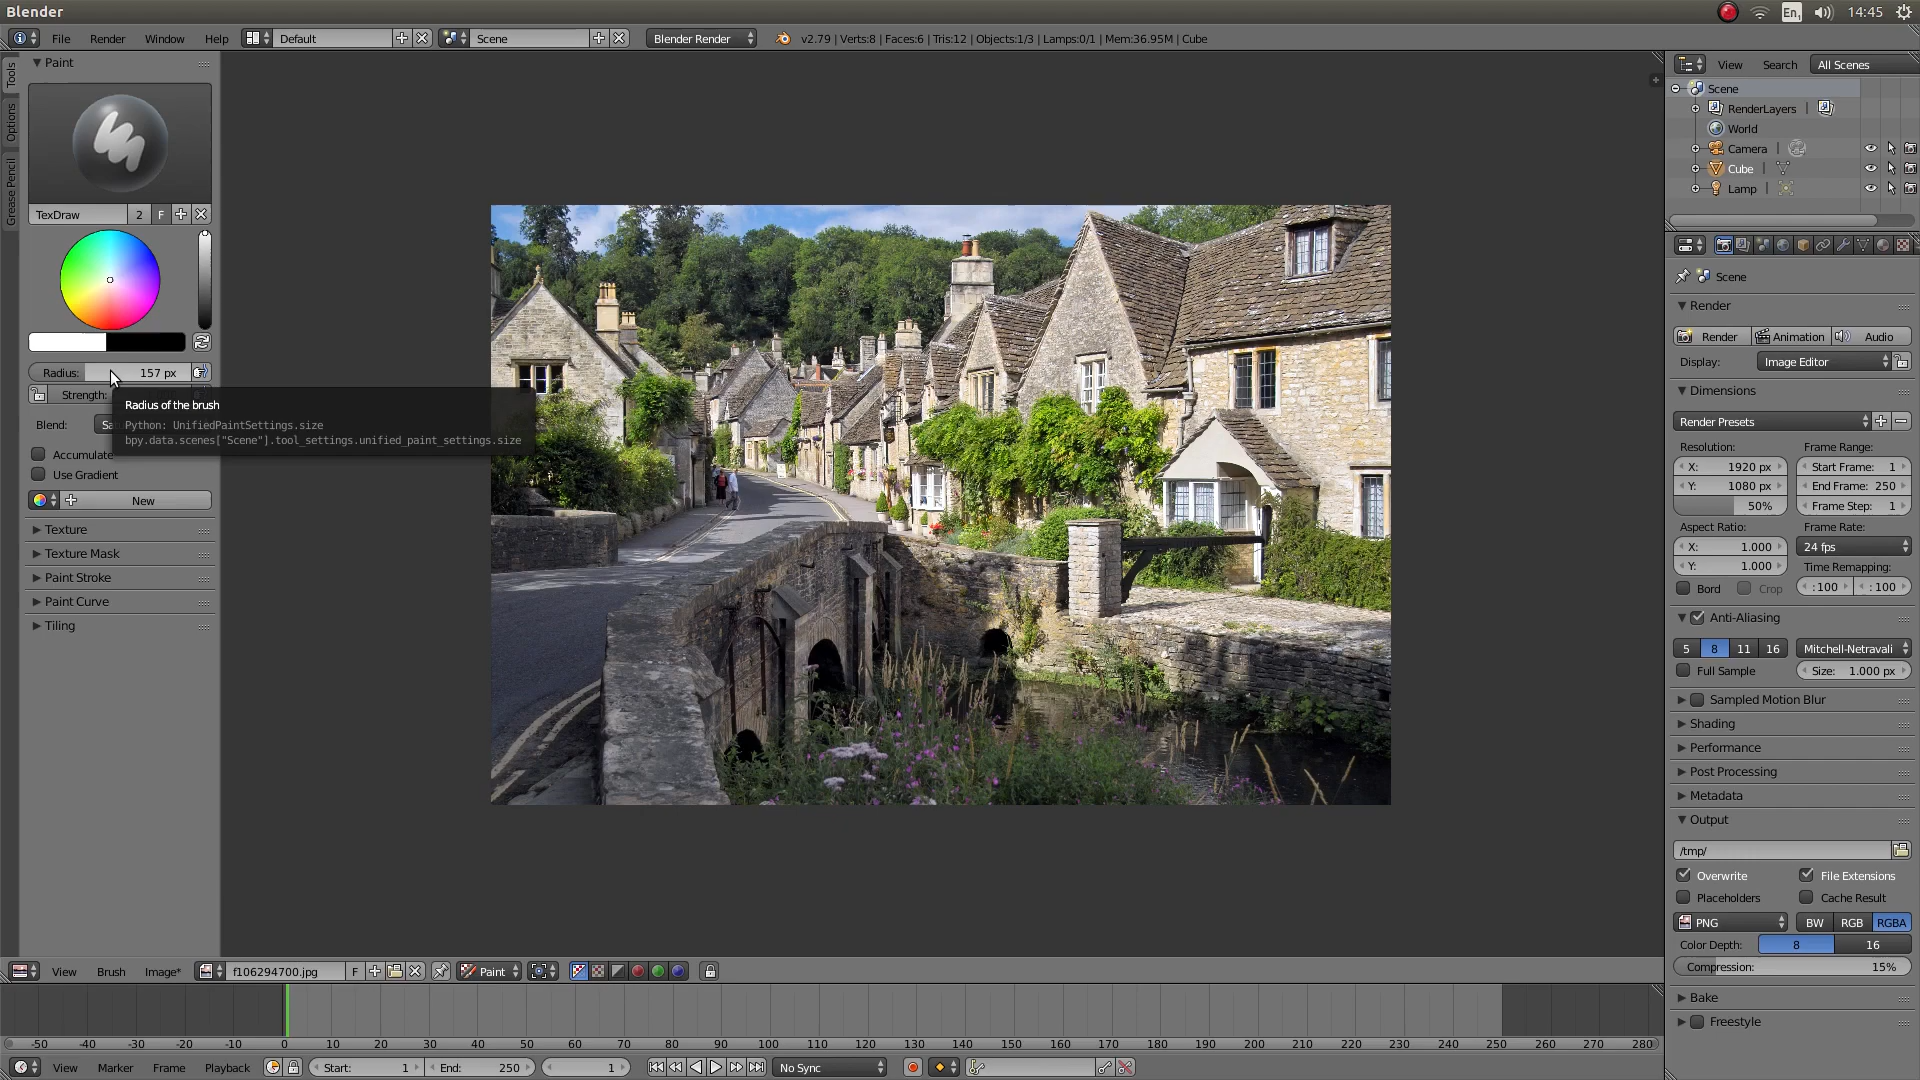 Blender
En1
14:45
File Render Window Help Default Scene Blender Render v2.79 | Verts:8 | Faces:6 | Tris:12 | Objects:1/3 | Lamps:0/1 | Mem:36.95M | Cube
Tools
Options
Grease Pencil
Paint
TexDraw 2 F
Radius: 157 px
Strength:
Radius of the brush
Python: UnifiedPaintSettings.size
bpy.data.scenes["Scene"].tool_settings.unified_paint_settings.size
Blend:
Accumulate
Use Gradient
New
Texture
Texture Mask
Paint Stroke
Paint Curve
Tiling
View Search All Scenes
Scene
RenderLayers |
World
Camera |
Cube |
Lamp |
Scene
Render
Render Animation Audio
Display: Image Editor
Dimensions
Render Presets
Resolution: Frame Range:
X: 1920 px Start Frame: 1
Y: 1080 px End Frame: 250
50% Frame Step: 1
Aspect Ratio: Frame Rate:
X: 1.000 24 fps
Y: 1.000 Time Remapping:
Bord Crop :100 :100
Anti-Aliasing
5 8 11 16 Mitchell-Netravali
Full Sample Size: 1.000 px
Sampled Motion Blur
Shading
Performance
Post Processing
Metadata
Output
/tmp/
Overwrite File Extensions
Placeholders Cache Result
PNG BW RGB RGBA
Color Depth: 8 16
Compression: 15%
Bake
Freestyle
View Brush Image* f106294700.jpg F Paint
-50 -40 -30 -20 -10 0 10 20 30 40 50 60 70 80 90 100 110 120 130 140 150 160 170 180 190 200 210 220 230 240 250 260 270 280
View Marker Frame Playback Start: 1 End: 250 1 No Sync